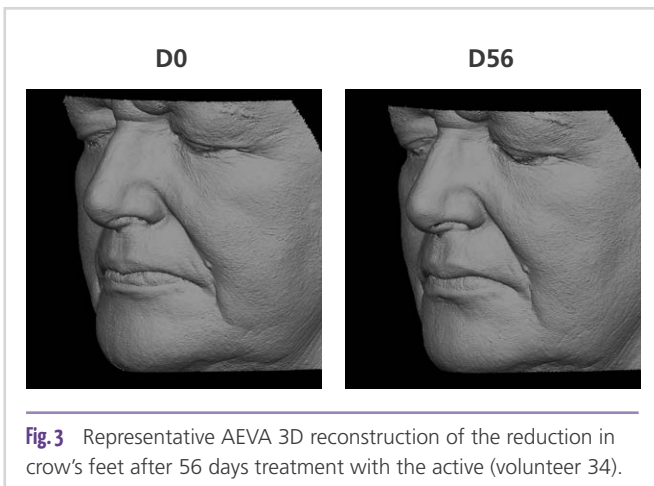 D0 D56
Fig. 3 Representative AEVA 3D reconstruction of the reduction in
crow's feet after 56 days treatment with the active (volunteer 34).